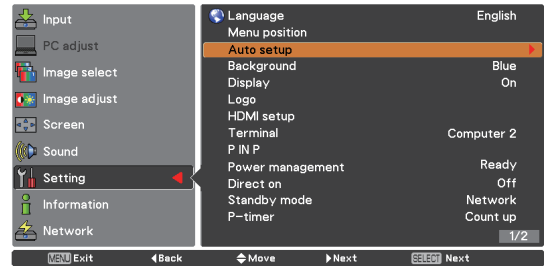 Input
PC adjust
Image select
Image adjust
Screen
Sound
Setting
Information
Network
Language English
Menu position
Auto setup
Background Blue
Display On
Logo
HDMI setup
Terminal Computer 2
P IN P
Power management Ready
Direct on Off
Standby mode Network
P-timer Count up
1/2
MENU Exit Back Move Next SELECT Next